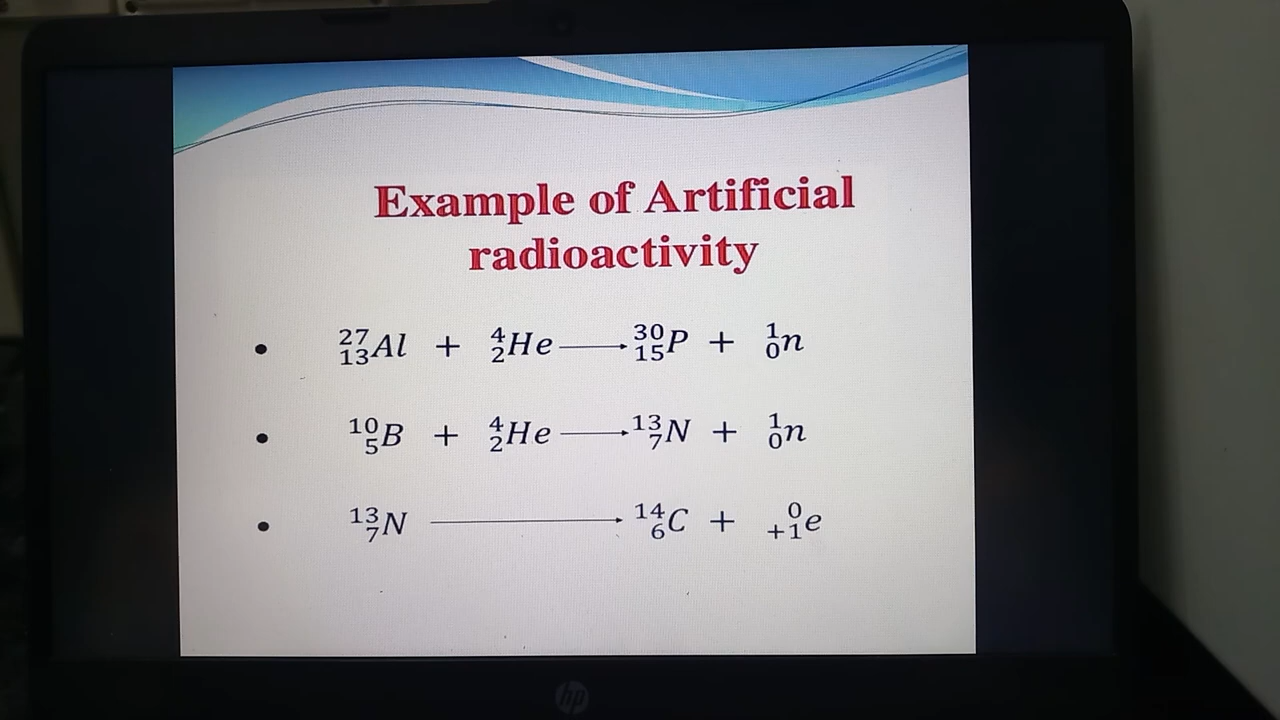 Example of Artificial
radioactivity
• ²⁷₁₃Al + ⁴₂He ⟶ ³⁰₁₅P + ¹₀n
• ¹⁰₅B + ⁴₂He ⟶ ¹³₇N + ¹₀n
• ¹³₇N ⟶ ¹⁴₆C + ⁰₊₁e
hp